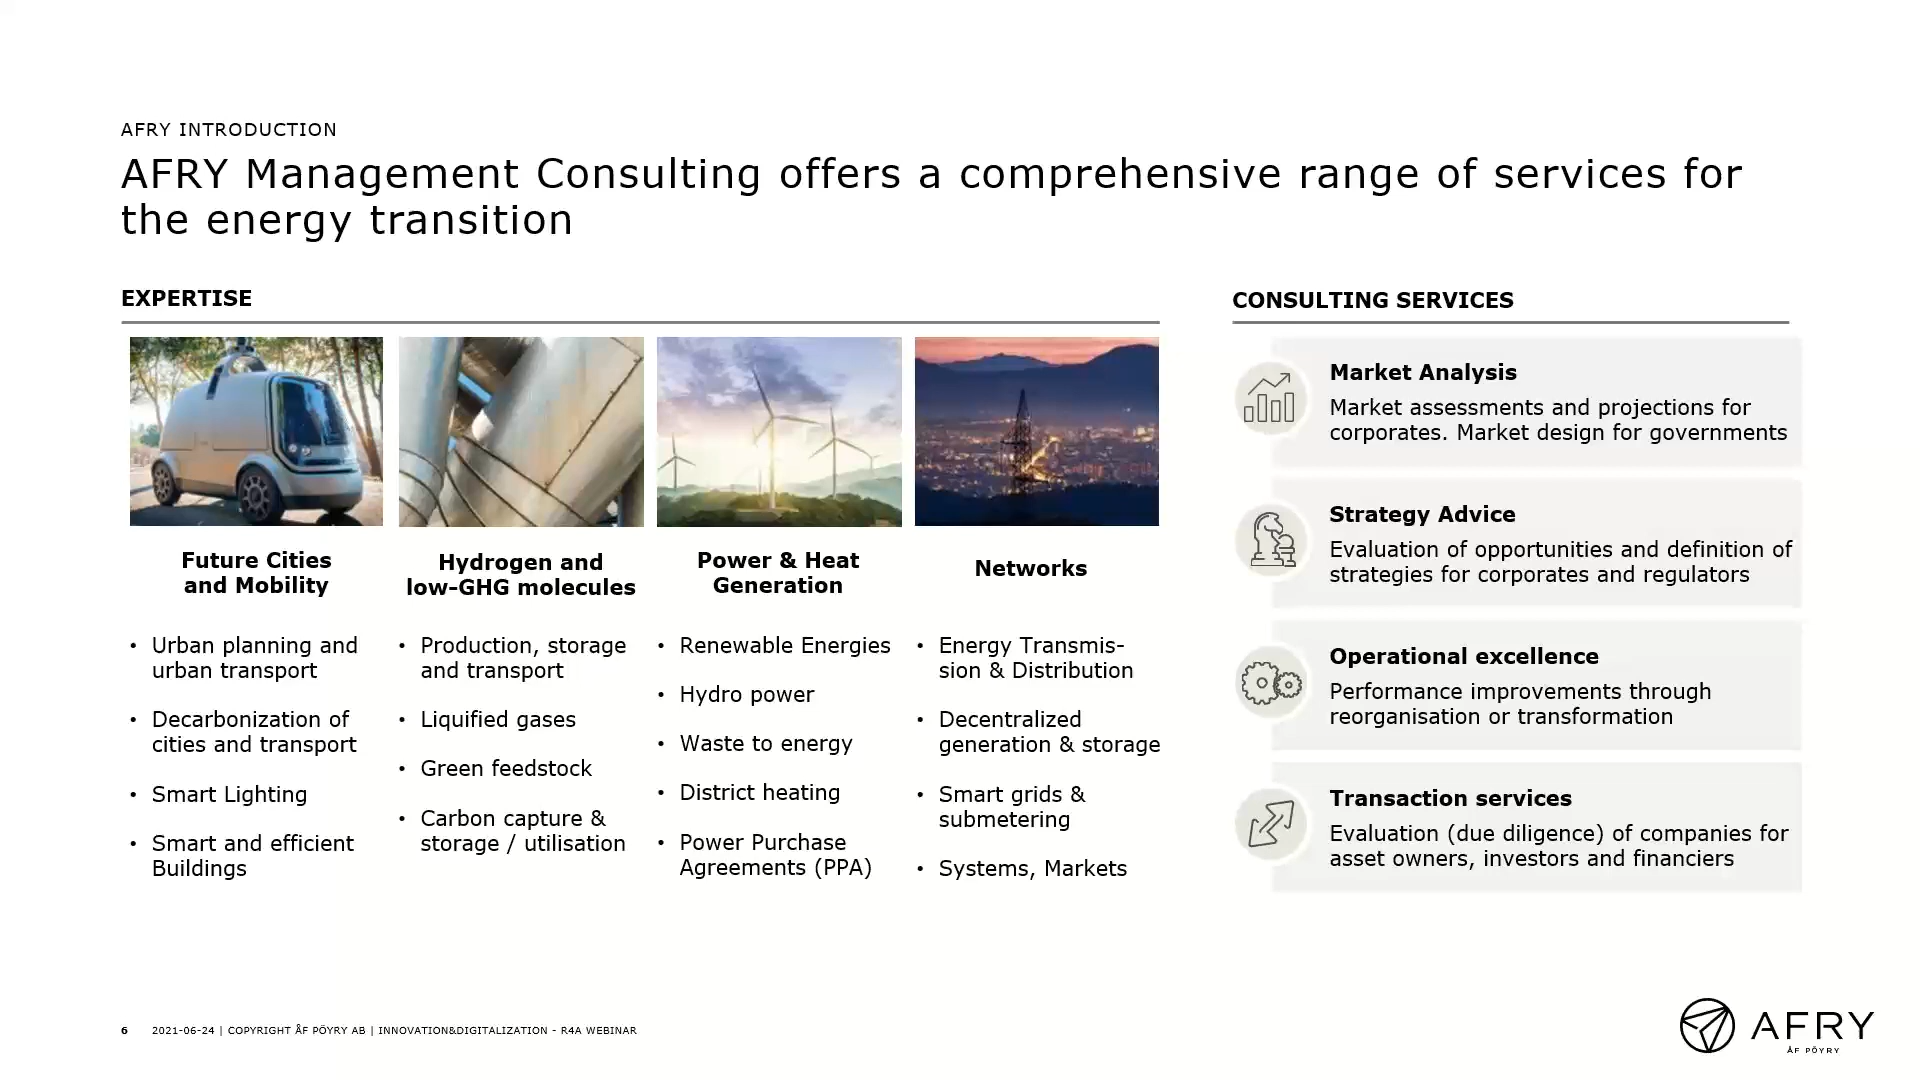 AFRY INTRODUCTION
AFRY Management Consulting offers a comprehensive range of services for
the energy transition
EXPERTISE
Future Cities
and Mobility
• Urban planning and
urban transport
• Decarbonization of
cities and transport
• Smart Lighting
• Smart and efficient
Buildings
Hydrogen and
low-GHG molecules
• Production, storage
and transport
• Liquified gases
• Green feedstock
• Carbon capture &
storage / utilisation
Power & Heat
Generation
• Renewable Energies
• Hydro power
• Waste to energy
• District heating
• Power Purchase
Agreements (PPA)
Networks
• Energy Transmis-
sion & Distribution
• Decentralized
generation & storage
• Smart grids &
submetering
• Systems, Markets
CONSULTING SERVICES
Market Analysis
Market assessments and projections for
corporates. Market design for governments
Strategy Advice
Evaluation of opportunities and definition of
strategies for corporates and regulators
Operational excellence
Performance improvements through
reorganisation or transformation
Transaction services
Evaluation (due diligence) of companies for
asset owners, investors and financiers
6 2021-06-24 | COPYRIGHT ÅF PÖYRY AB | INNOVATION&DIGITALIZATION - R4A WEBINAR
AFRY
ÅF PÖYRY